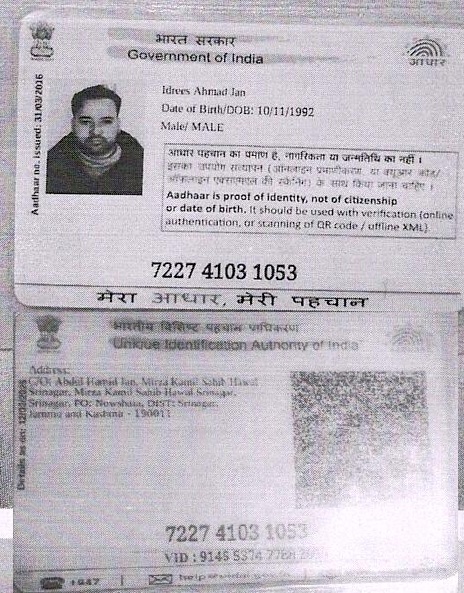 भारत सरकार
Government of India
आधार
Aadhaar no. issued: 31/03/2016
Idrees Ahmad Jan
Date of Birth/DOB: 10/11/1992
Male/ MALE
आधार पहचान का प्रमाण है, नागरिकता या जन्मतिथि का नहीं ।
इसका उपयोग सत्यापन (ऑनलाइन प्रमाणीकरण, या क्यूआर कोड/
ऑफलाइन एक्सएमएल की स्कैनिंग) के साथ किया जाना चाहिए ।
Aadhaar is proof of identity, not of citizenship
or date of birth. It should be used with verification (online
authentication, or scanning of QR code / offline XML)
7227 4103 1053
मेरा आधार, मेरी पहचान
भारतीय विशिष्ट पहचान प्राधिकरण
Unique Identification Authority of India
Details as on:
Address:
C/O: Abdul Hamid Jan, Mirza Kamil Sahib Hawal
Srinagar, Mirza Kamil Sahib Hawal Srinagar,
Srinagar, PO: Nowshara, DIST: Srinagar,
Jammu and Kashmir - 190011
7227 4103 1053
VID : 9145 5374
1947